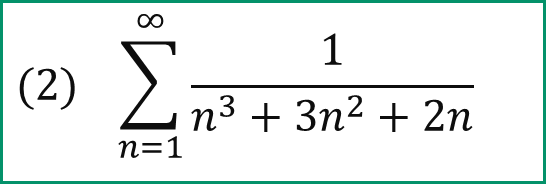 (2) $\sum_{n=1}^{\infty} \frac{1}{n^3 + 3n^2 + 2n}$